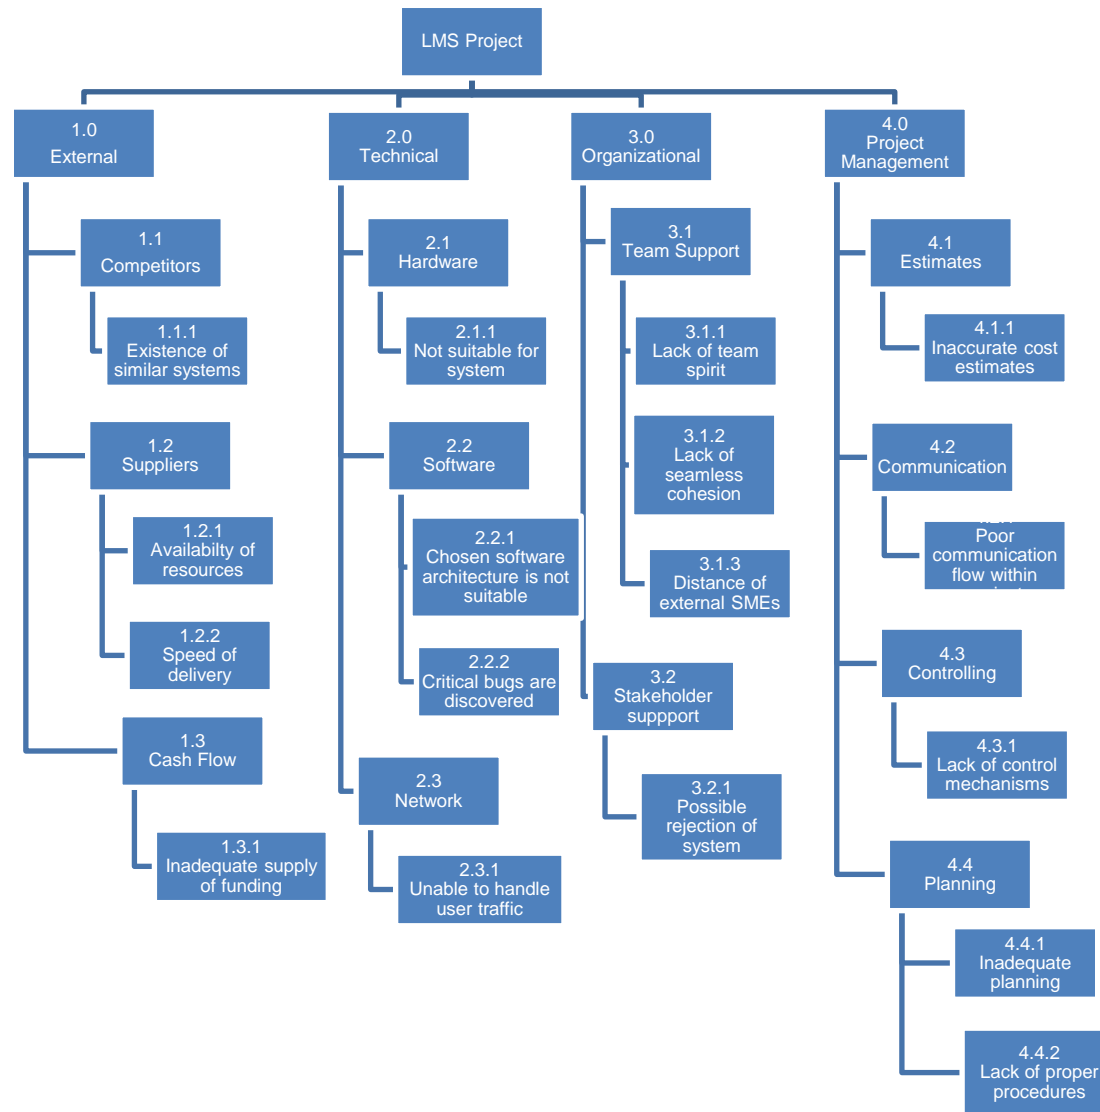 LMS Project
1.0
External
1.1
Competitors
1.1.1
Existence of
similar systems
1.2
Suppliers
1.2.1
Availabilty of
resources
1.2.2
Speed of
delivery
1.3
Cash Flow
1.3.1
Inadequate supply
of funding
2.0
Technical
2.1
Hardware
2.1.1
Not suitable for
system
2.2
Software
2.2.1
Chosen software
architecture is not
suitable
2.2.2
Critical bugs are
discovered
2.3
Network
2.3.1
Unable to handle
user traffic
3.0
Organizational
3.1
Team Support
3.1.1
Lack of team
spirit
3.1.2
Lack of
seamless
cohesion
3.1.3
Distance of
external SMEs
3.2
Stakeholder
suppport
3.2.1
Possible
rejection of
system
4.0
Project
Management
4.1
Estimates
4.1.1
Inaccurate cost
estimates
4.2
Communication
Poor
communication
flow within
4.3
Controlling
4.3.1
Lack of control
mechanisms
4.4
Planning
4.4.1
Inadequate
planning
4.4.2
Lack of proper
procedures